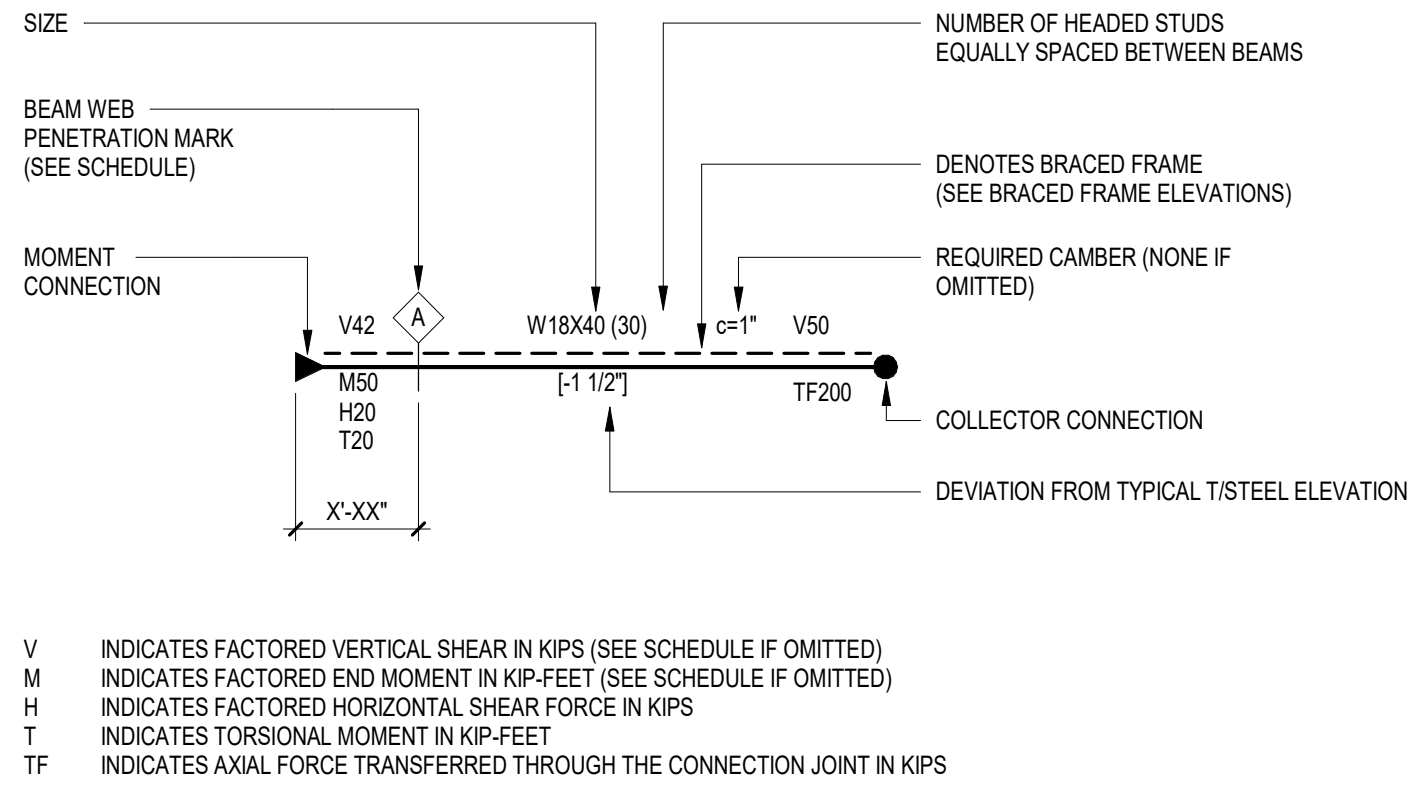 SIZE
NUMBER OF HEADED STUDS
EQUALLY SPACED BETWEEN BEAMS
BEAM WEB
PENETRATION MARK
(SEE SCHEDULE)
DENOTES BRACED FRAME
(SEE BRACED FRAME ELEVATIONS)
MOMENT
CONNECTION
REQUIRED CAMBER (NONE IF
OMITTED)
V42
A
W18X40 (30)
c=1"
V50
M50
H20
T20
[-1 1/2"]
TF200
COLLECTOR CONNECTION
DEVIATION FROM TYPICAL T/STEEL ELEVATION
X'-XX"
V INDICATES FACTORED VERTICAL SHEAR IN KIPS (SEE SCHEDULE IF OMITTED)
M INDICATES FACTORED END MOMENT IN KIP-FEET (SEE SCHEDULE IF OMITTED)
H INDICATES FACTORED HORIZONTAL SHEAR FORCE IN KIPS
T INDICATES TORSIONAL MOMENT IN KIP-FEET
TF INDICATES AXIAL FORCE TRANSFERRED THROUGH THE CONNECTION JOINT IN KIPS